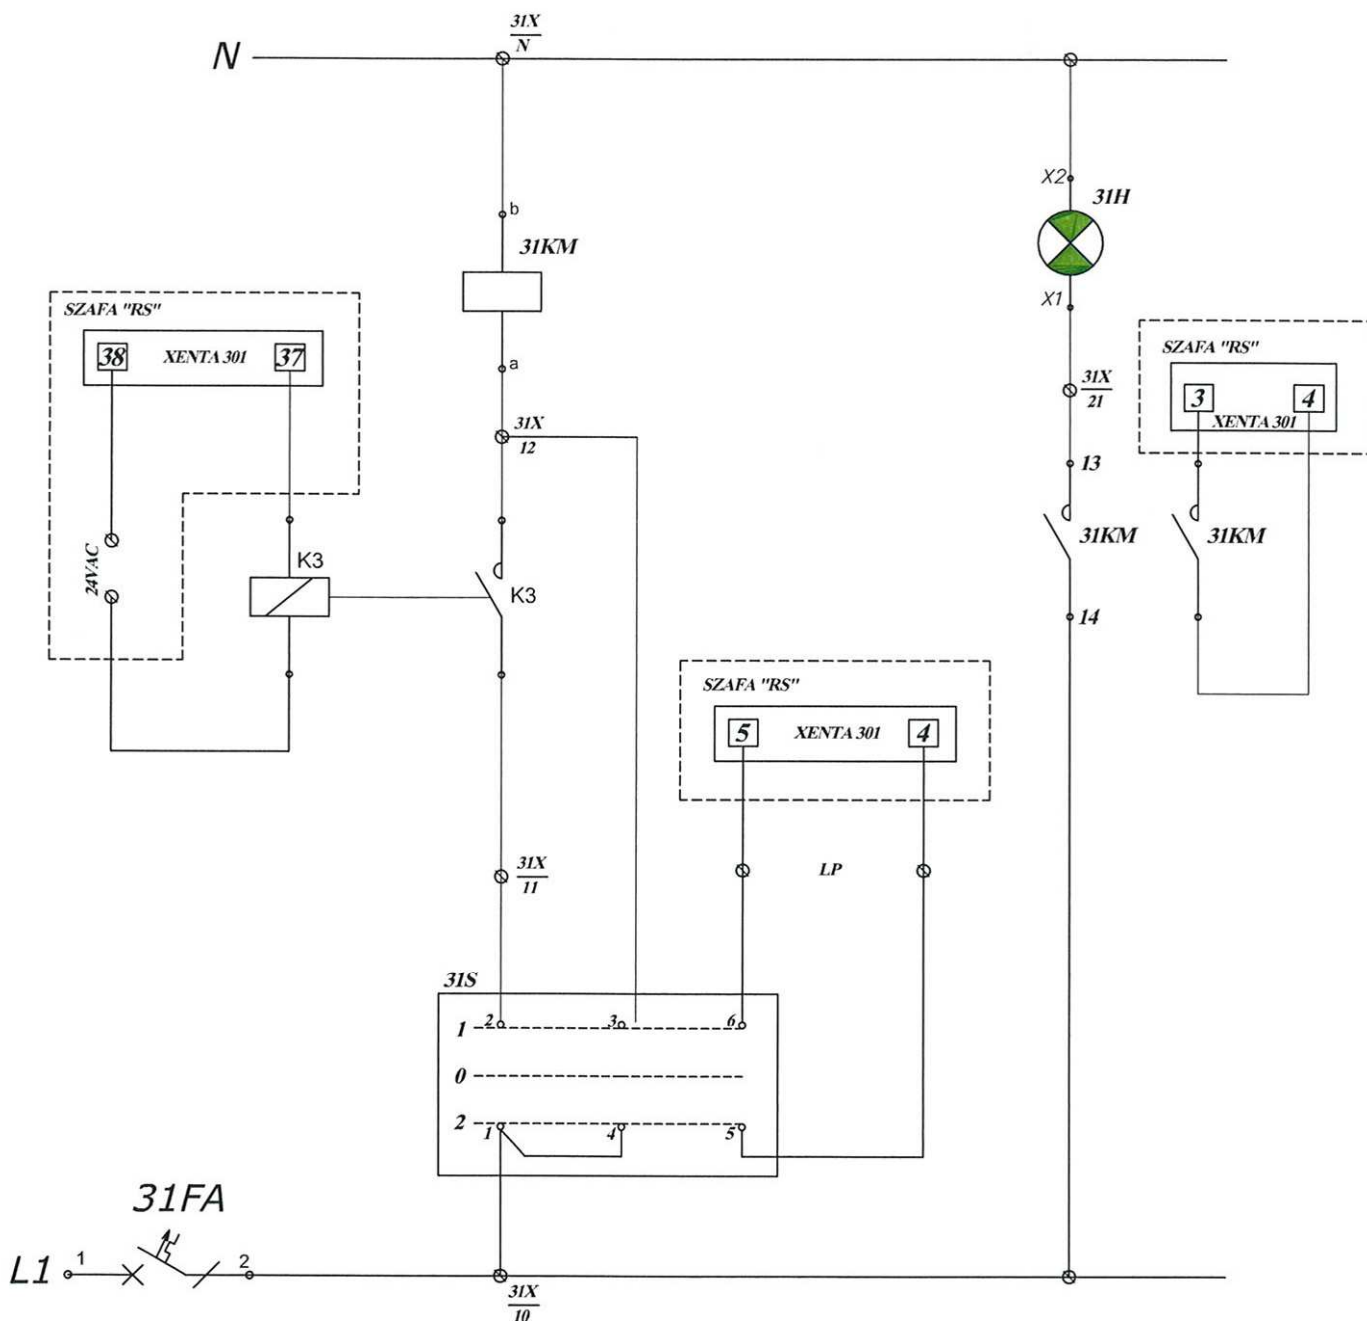 31X
N
N
X2
31H
b
31KM
SZAFA "RS"
38 XENTA 301 37
X1
SZAFA "RS"
3 4
XENTA 301
a
31X
12
31X
21
13
31KM
31KM
24VAC
K3
K3
14
SZAFA "RS"
5 XENTA 301 4
31X
11
LP
31S
1 2 3 6
0
2 1 4 5
31FA
L1 1 2
31X
10